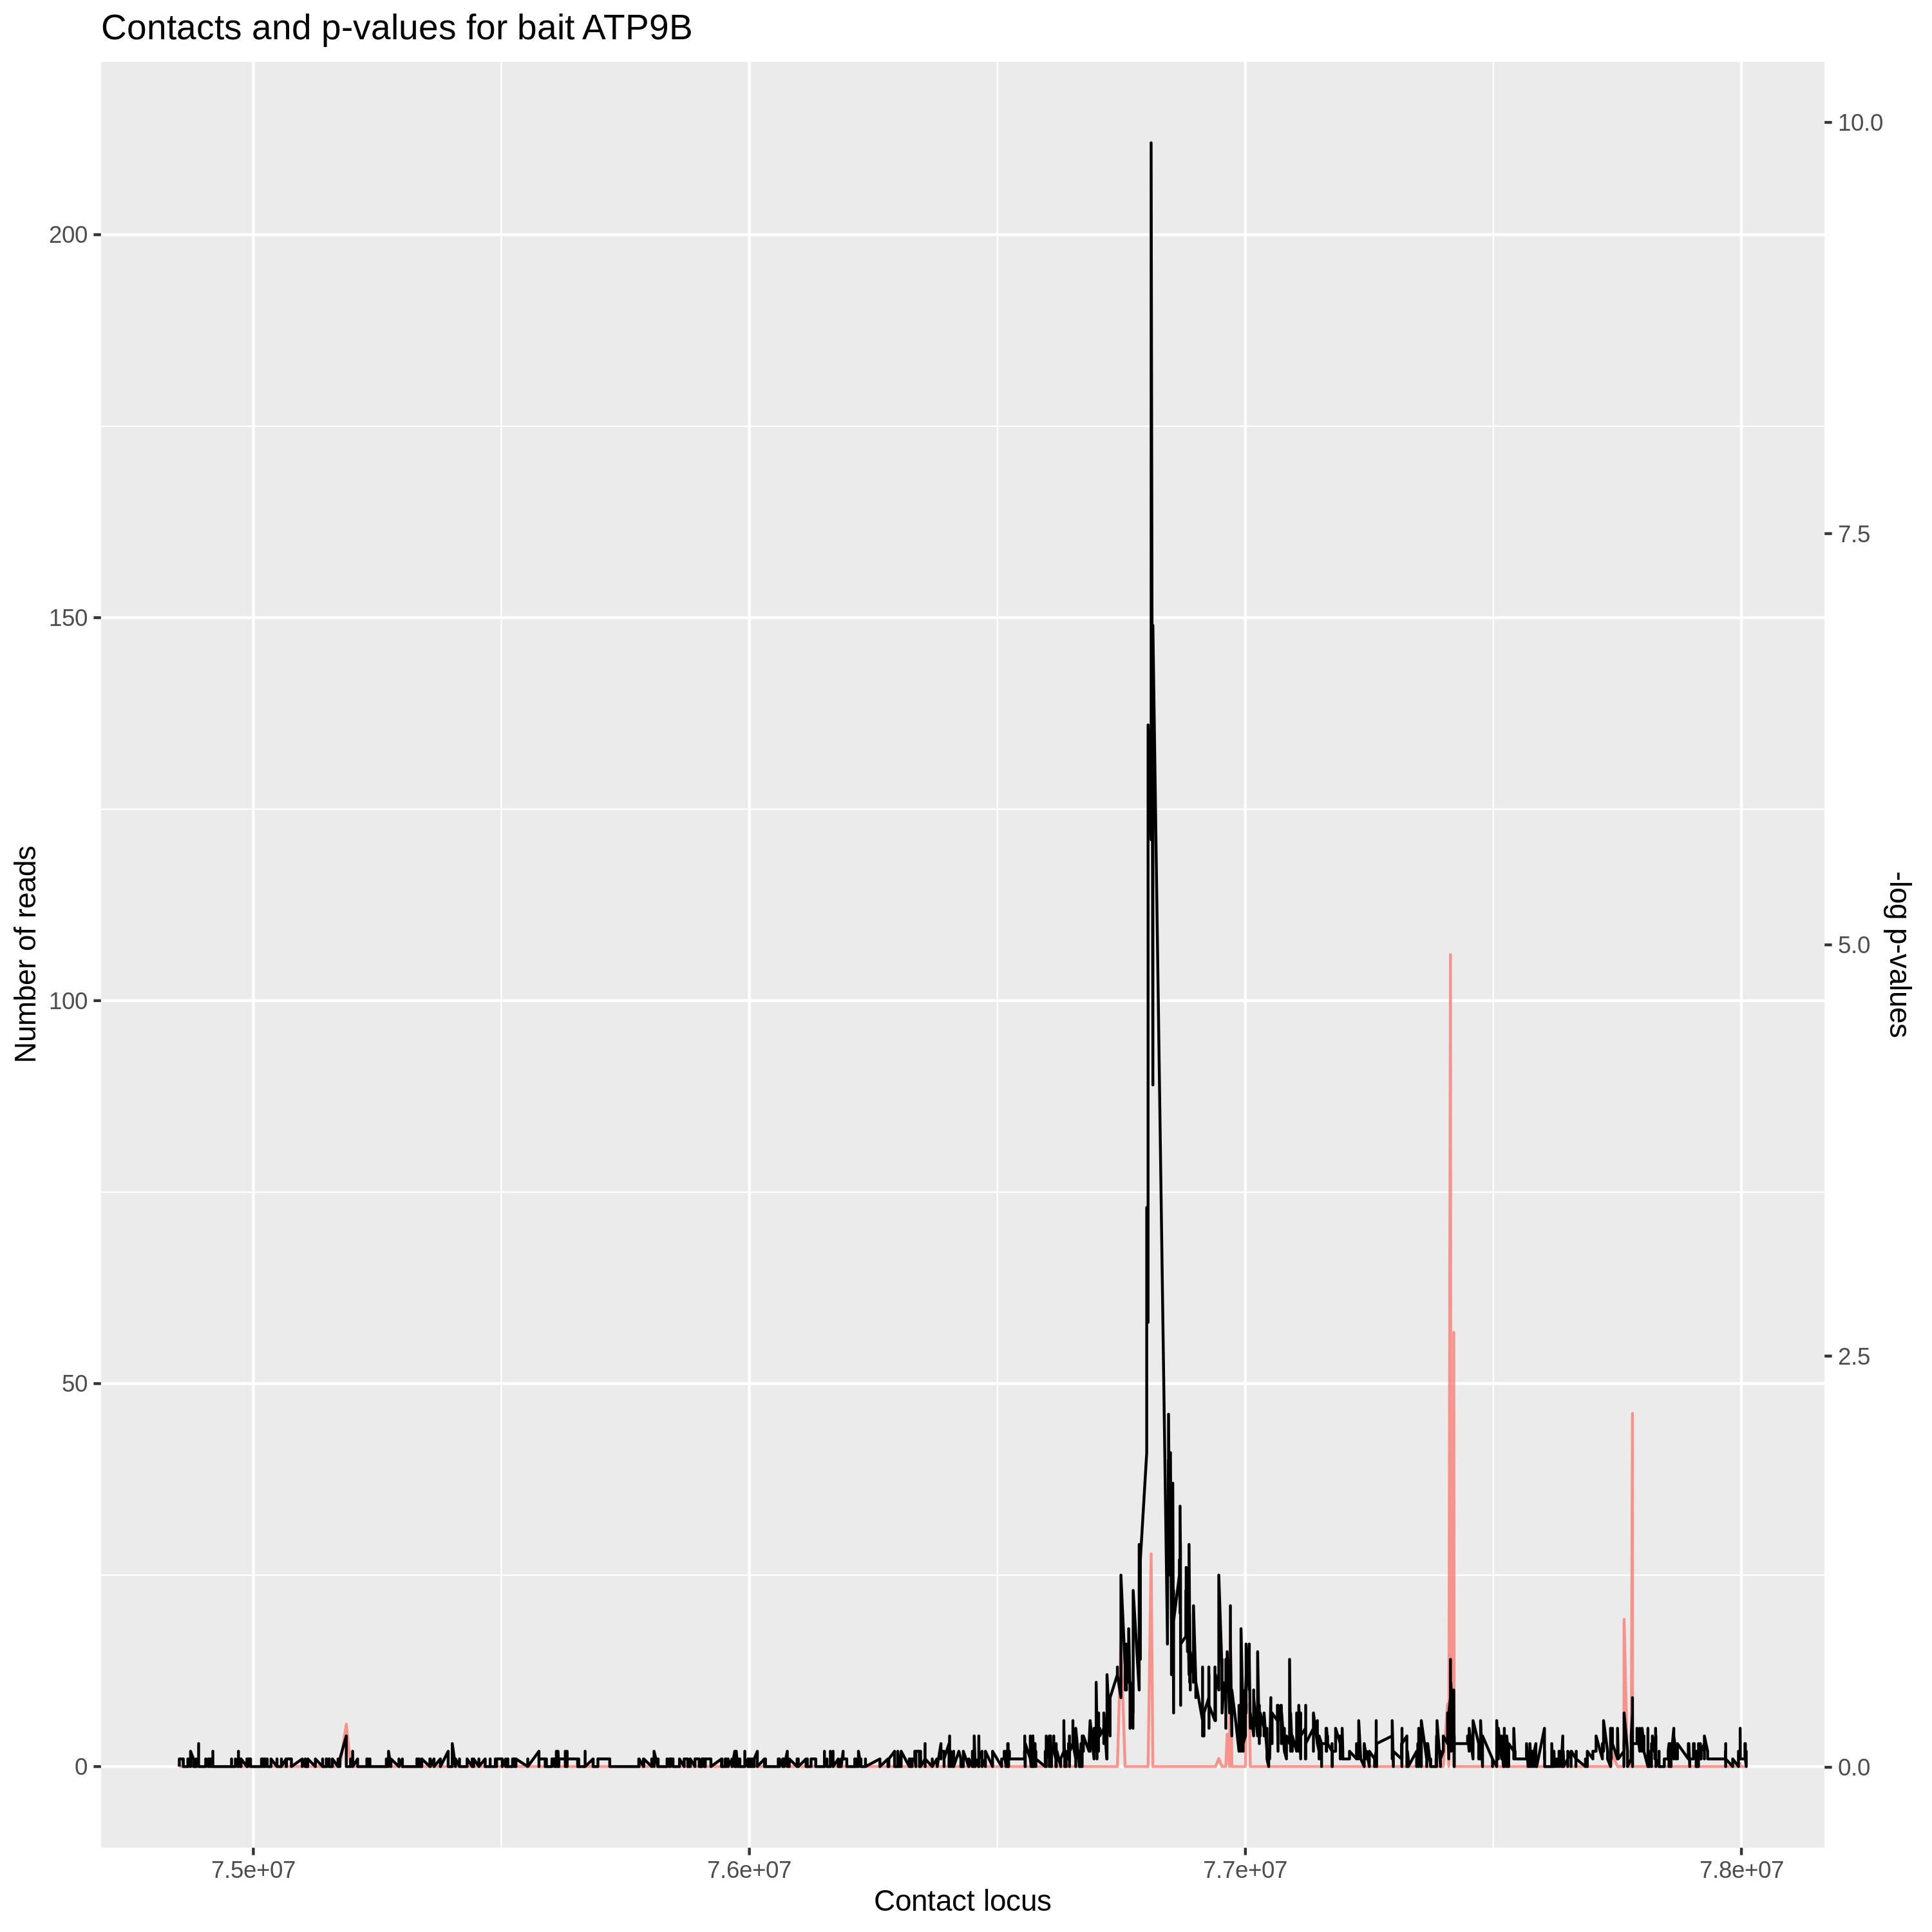 Contacts and p-values for bait ATP9B
Number of reads
200
150
100
50
0
10.0
7.5
5.0
2.5
0.0
-log p-values
7.5e+07
7.6e+07
7.7e+07
7.8e+07
Contact locus